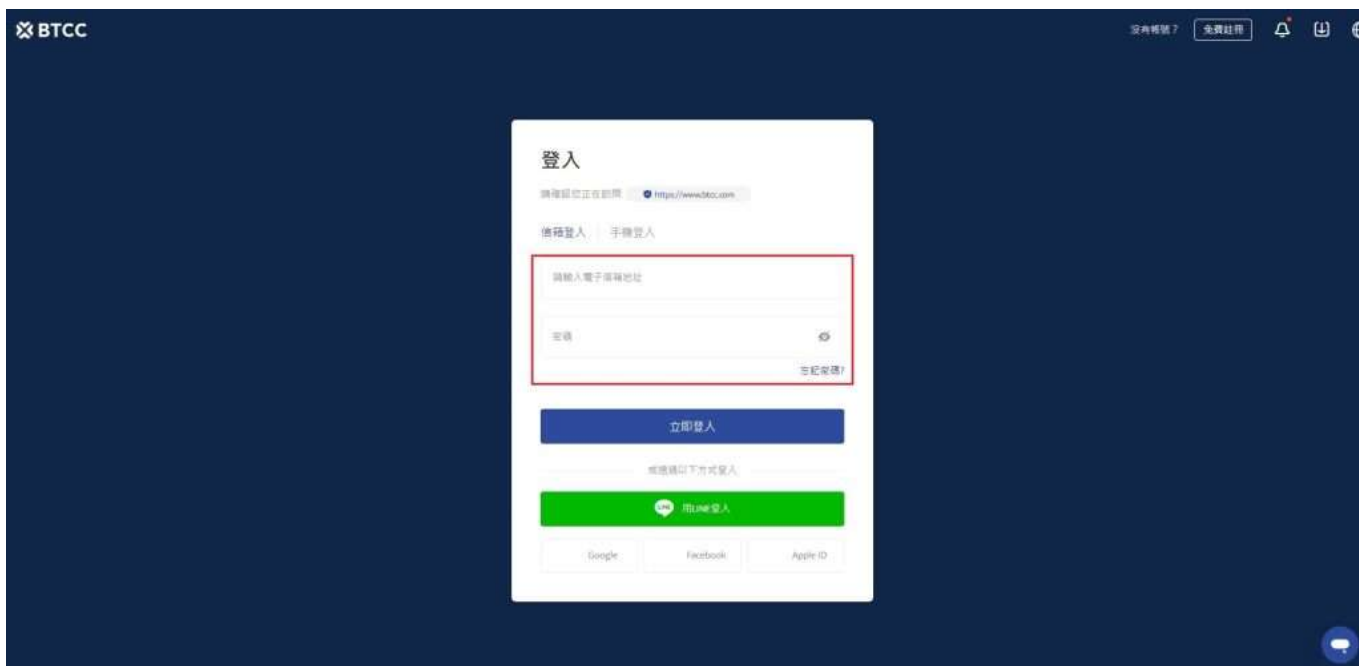 BTCC
沒有帳號？ 免費註冊
登入
請確認您正在訪問 https://www.btcc.com
信箱登入 手機登入
請輸入電子信箱地址
密碼
忘記密碼?
立即登入
或透過以下方式登入
LINE 用LINE登入
Google Facebook Apple ID